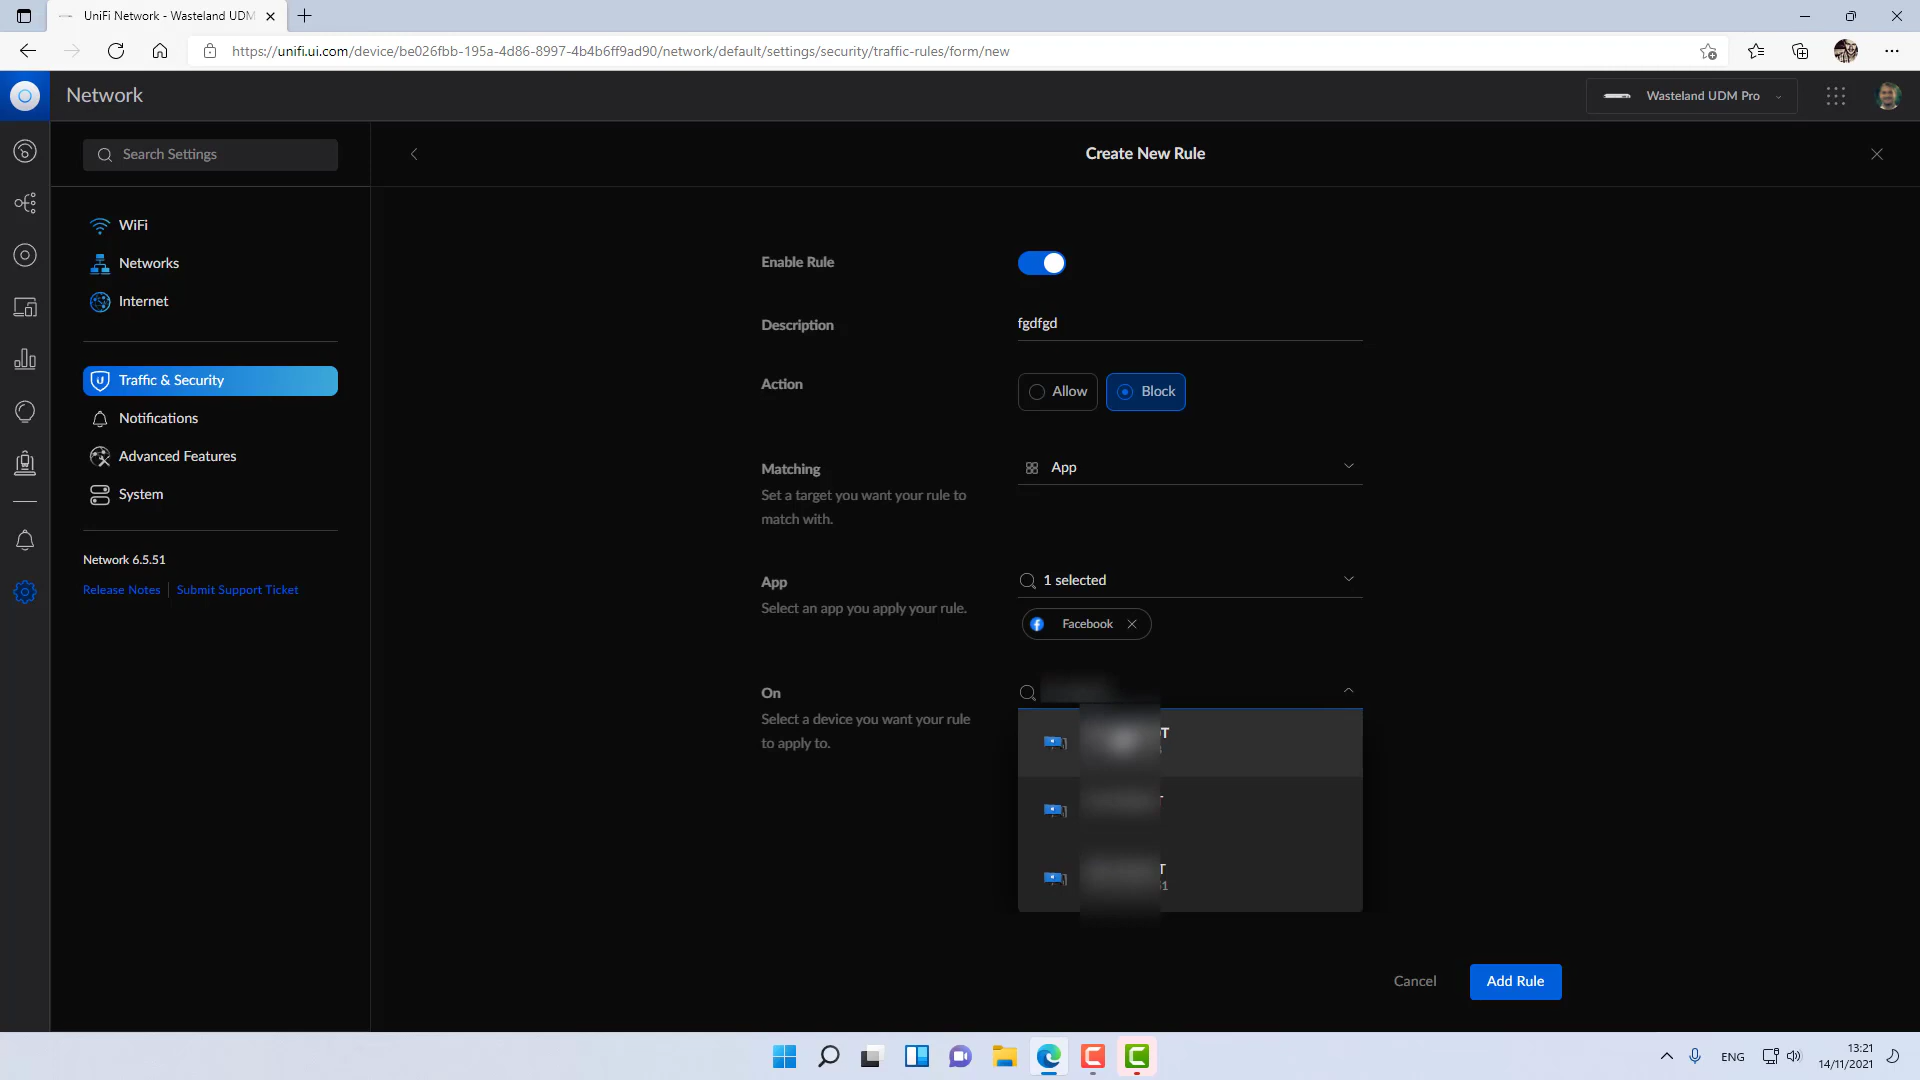 UniFi Network - Wasteland UDM
https://unifi.ui.com/device/be026fbb-195a-4d86-8997-4b4b6ff9ad90/network/default/settings/security/traffic-rules/form/new
Network
Wasteland UDM Pro
Search Settings
Create New Rule
WiFi
Networks
Internet
Traffic & Security
Notifications
Advanced Features
System
Network 6.5.51
Release Notes
Submit Support Ticket
Enable Rule
Description
fgdfgd
Action
Allow
Block
Matching
Set a target you want your rule to
match with.
App
App
Select an app you apply your rule.
1 selected
Facebook
On
Select a device you want your rule
to apply to.
Cancel
Add Rule
ENG
13:21
14/11/2021